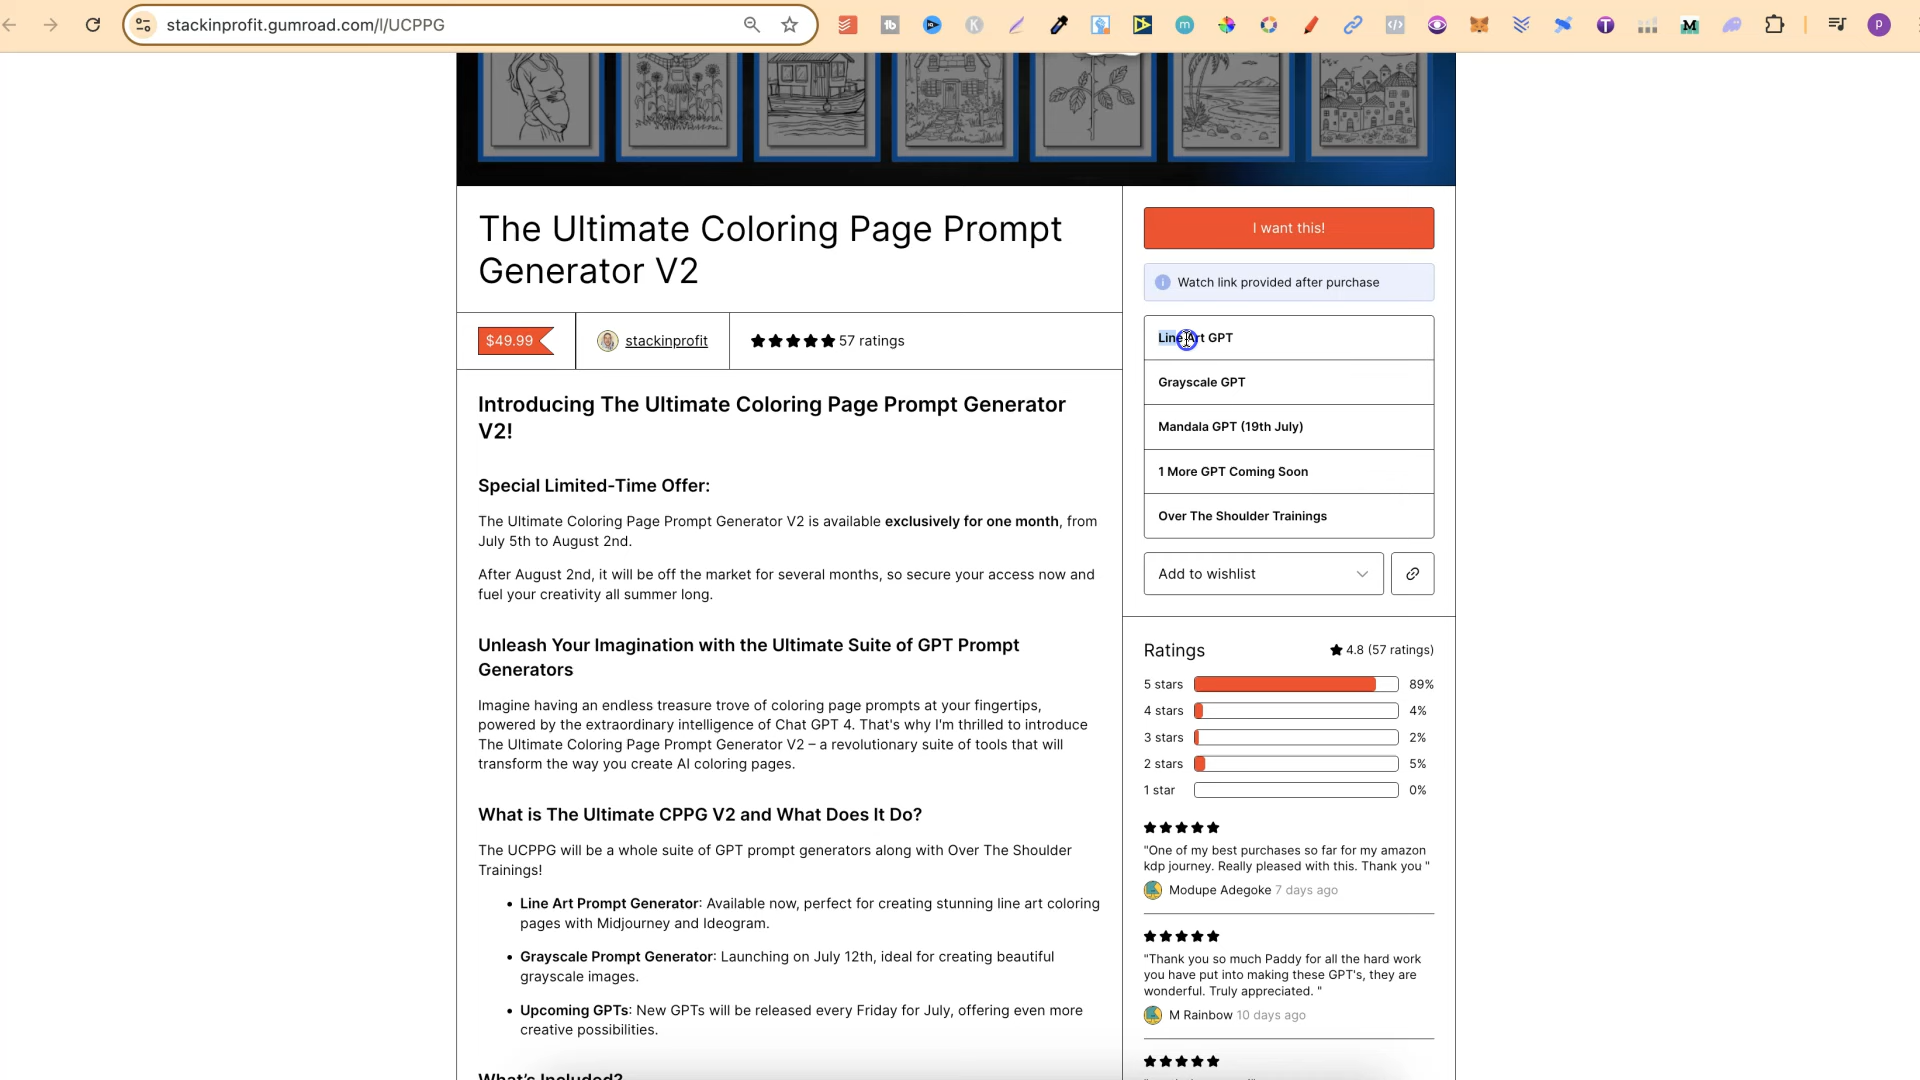 stackinprofit.gumroad.com/l/UCPPG
The Ultimate Coloring Page Prompt
Generator V2
$49.99
stackinprofit
57 ratings
Introducing The Ultimate Coloring Page Prompt Generator
V2!
Special Limited-Time Offer:
The Ultimate Coloring Page Prompt Generator V2 is available exclusively for one month, from
July 5th to August 2nd.
After August 2nd, it will be off the market for several months, so secure your access now and
fuel your creativity all summer long.
Unleash Your Imagination with the Ultimate Suite of GPT Prompt
Generators
Imagine having an endless treasure trove of coloring page prompts at your fingertips,
powered by the extraordinary intelligence of Chat GPT 4. That's why I'm thrilled to introduce
The Ultimate Coloring Page Prompt Generator V2 – a revolutionary suite of tools that will
transform the way you create AI coloring pages.
What is The Ultimate CPPG V2 and What Does It Do?
The UCPPG will be a whole suite of GPT prompt generators along with Over The Shoulder
Trainings!
• Line Art Prompt Generator: Available now, perfect for creating stunning line art coloring
pages with Midjourney and Ideogram.
• Grayscale Prompt Generator: Launching on July 12th, ideal for creating beautiful
grayscale images.
• Upcoming GPTs: New GPTs will be released every Friday for July, offering even more
creative possibilities.
What's Included?
I want this!
Watch link provided after purchase
Line Art GPT
Grayscale GPT
Mandala GPT (19th July)
1 More GPT Coming Soon
Over The Shoulder Trainings
Add to wishlist
Ratings
4.8 (57 ratings)
5 stars 89%
4 stars 4%
3 stars 2%
2 stars 5%
1 star 0%
"One of my best purchases so far for my amazon
kdp journey. Really pleased with this. Thank you "
Modupe Adegoke 7 days ago
"Thank you so much Paddy for all the hard work
you have put into making these GPT's, they are
wonderful. Truly appreciated. "
M Rainbow 10 days ago